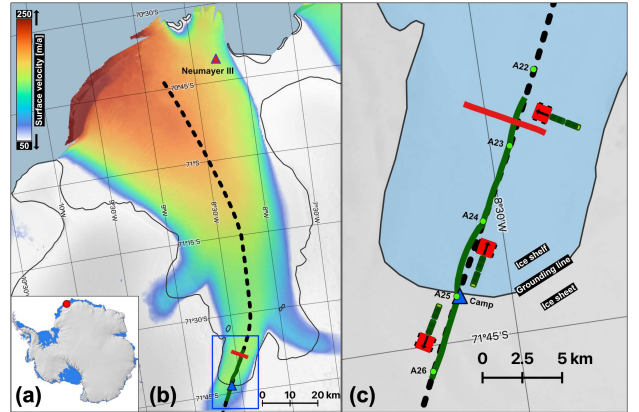 250
Surface velocity [m/a]
50
70°30'S
Neumayer III
70°45'S
71°S
9°W
8°30'W
8°W
7°30'W
71°15'S
71°30'S
71°45'S
0 10 20 km
(a)
(b)
A22
A23
A24
8°30'W
Ice shelf
Grounding line
Ice sheet
A25
Camp
71°45'S
A26
0 2.5 5 km
(c)